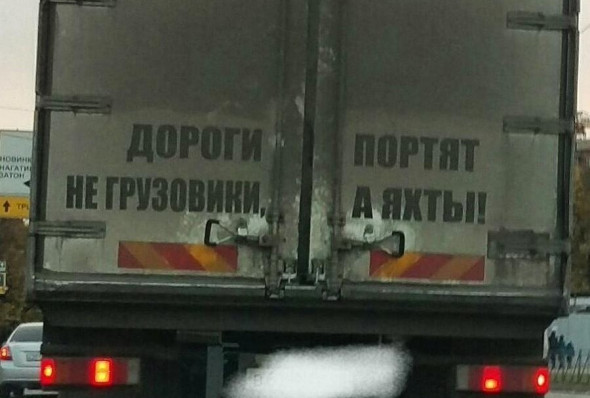 ДОРОГИ ПОРТЯТ
НЕ ГРУЗОВИКИ, А ЯХТЫ!